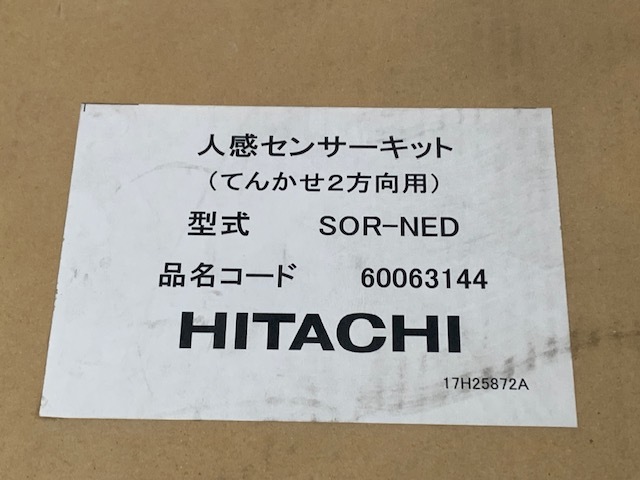 人感センサーキット
（てんかせ２方向用）
型式 SOR-NED
品名コード 60063144
HITACHI
17H25872A